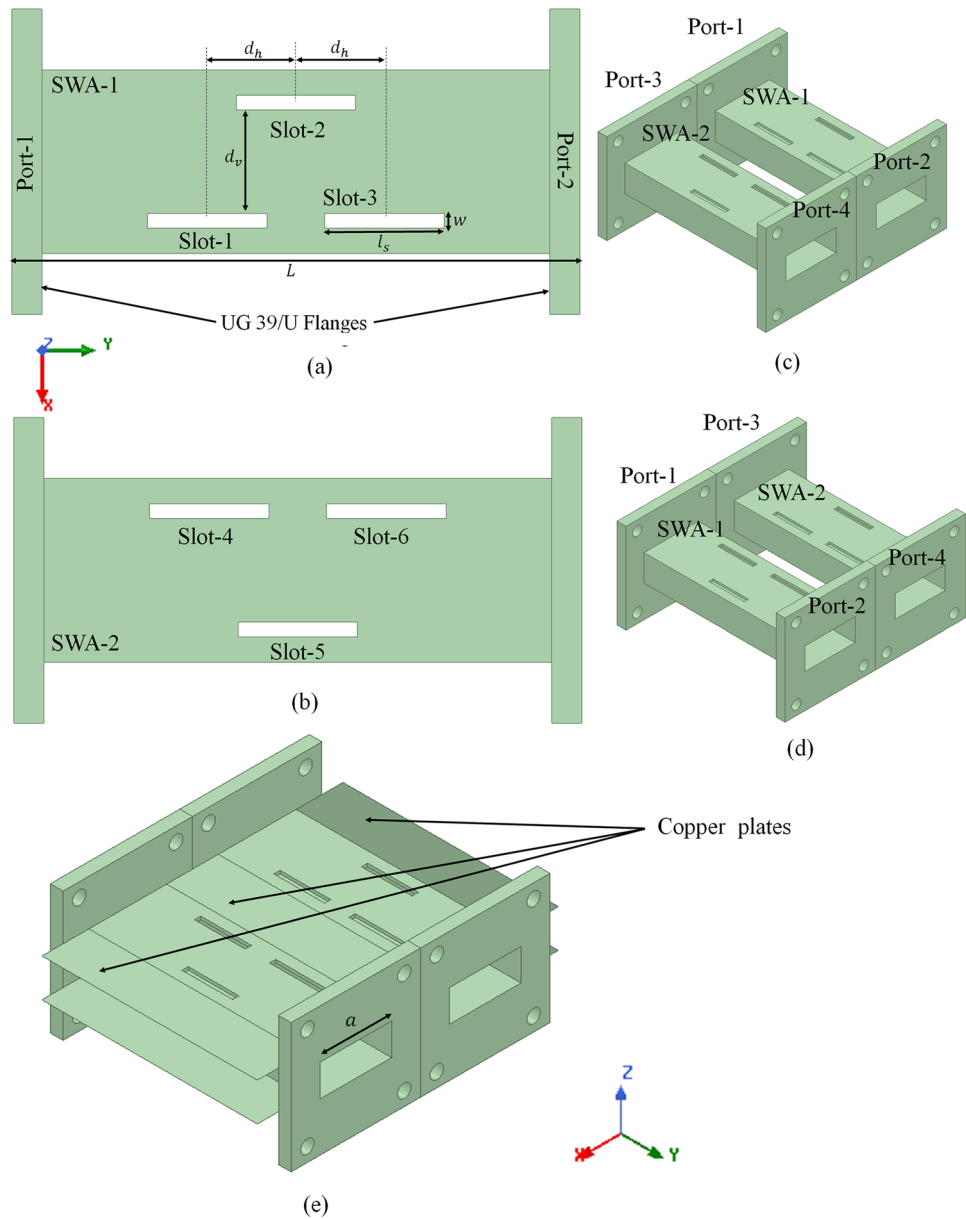 d_h
d_h
Port-1
SWA-1
Port-3
SWA-1
Slot-2
SWA-2
Port-1
d_v
Port-2
Port-2
Slot-3
Port-4
w
Slot-1
l_s
L
UG 39/U Flanges
Z
Y
X
(a)
(c)
Port-3
Port-1
SWA-2
Slot-4
Slot-6
SWA-1
Port-4
Port-2
SWA-2
Slot-5
(b)
(d)
Copper plates
a
Z
X
Y
(e)